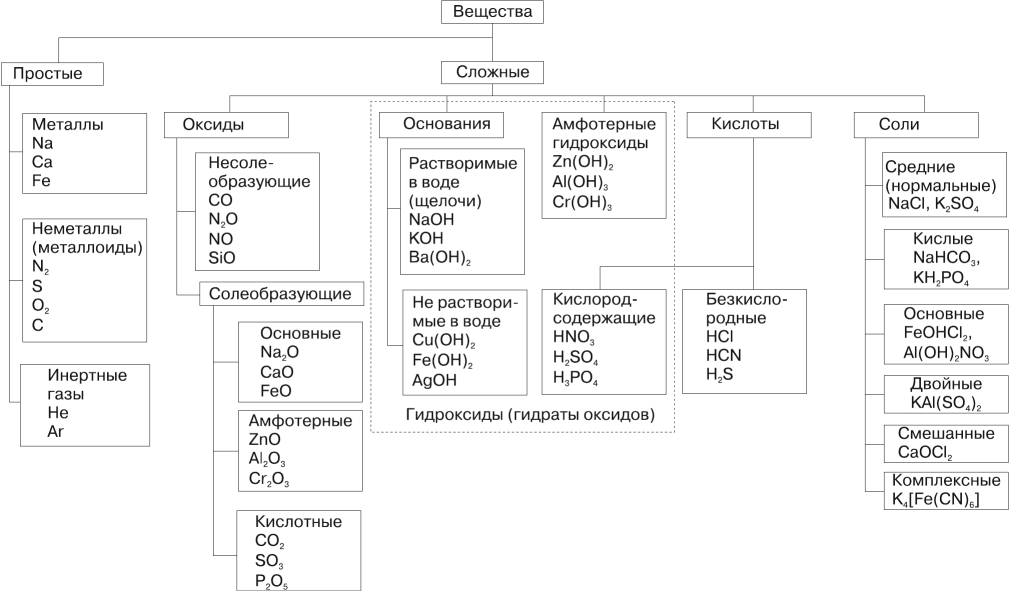 Вещества
Простые
Сложные
Металлы
Na
Ca
Fe
Неметаллы
(металлоиды)
N₂
S
O₂
C
Инертные
газы
He
Ar
Оксиды
Несоле-
образующие
CO
N₂O
NO
SiO
Солеобразующие
Основные
Na₂O
CaO
FeO
Амфотерные
ZnO
Al₂O₃
Cr₂O₃
Кислотные
CO₂
SO₃
P₂O₅
Основания
Растворимые
в воде
(щелочи)
NaOH
KOH
Ba(OH)₂
Не раствори-
мые в воде
Cu(OH)₂
Fe(OH)₂
AgOH
Амфотерные
гидроксиды
Zn(OH)₂
Al(OH)₃
Cr(OH)₃
Кислоты
Кислород-
содержащие
HNO₃
H₂SO₄
H₃PO₄
Гидроксиды (гидраты оксидов)
Безкисло-
родные
HCl
HCN
H₂S
Соли
Средние
(нормальные)
NaCl, K₂SO₄
Кислые
NaHCO₃,
KH₂PO₄
Основные
FeOHCl₂,
Al(OH)₂NO₃
Двойные
KAl(SO₄)₂
Смешанные
CaOCl₂
Комплексные
K₄[Fe(CN)₆]